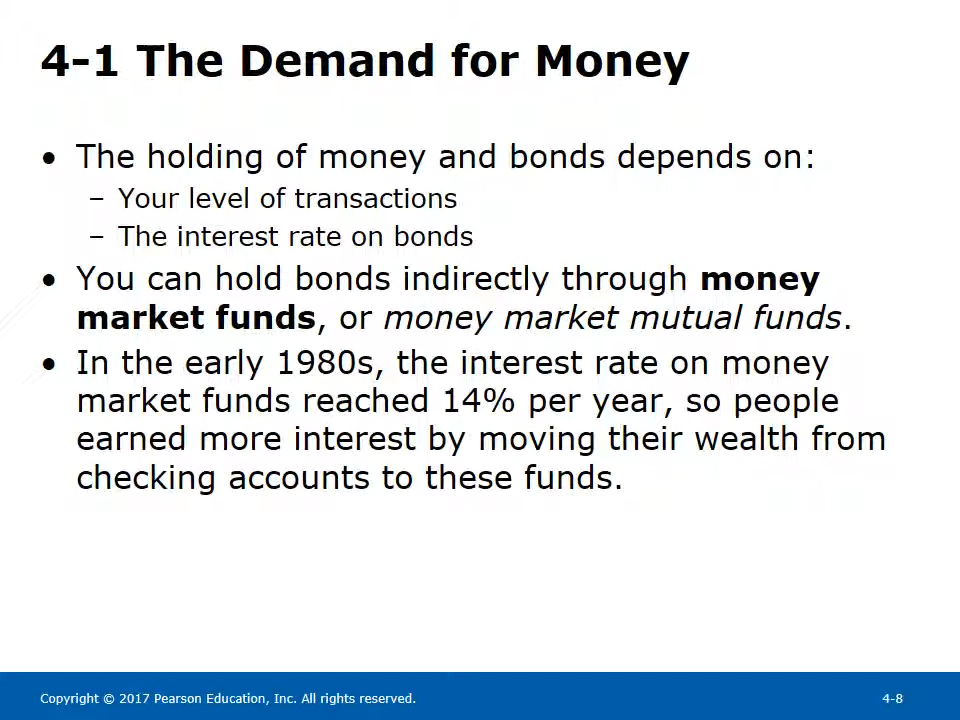 4-1 The Demand for Money
• The holding of money and bonds depends on:
– Your level of transactions
– The interest rate on bonds
• You can hold bonds indirectly through money
market funds, or money market mutual funds.
• In the early 1980s, the interest rate on money
market funds reached 14% per year, so people
earned more interest by moving their wealth from
checking accounts to these funds.
Copyright © 2017 Pearson Education, Inc. All rights reserved.
4-8